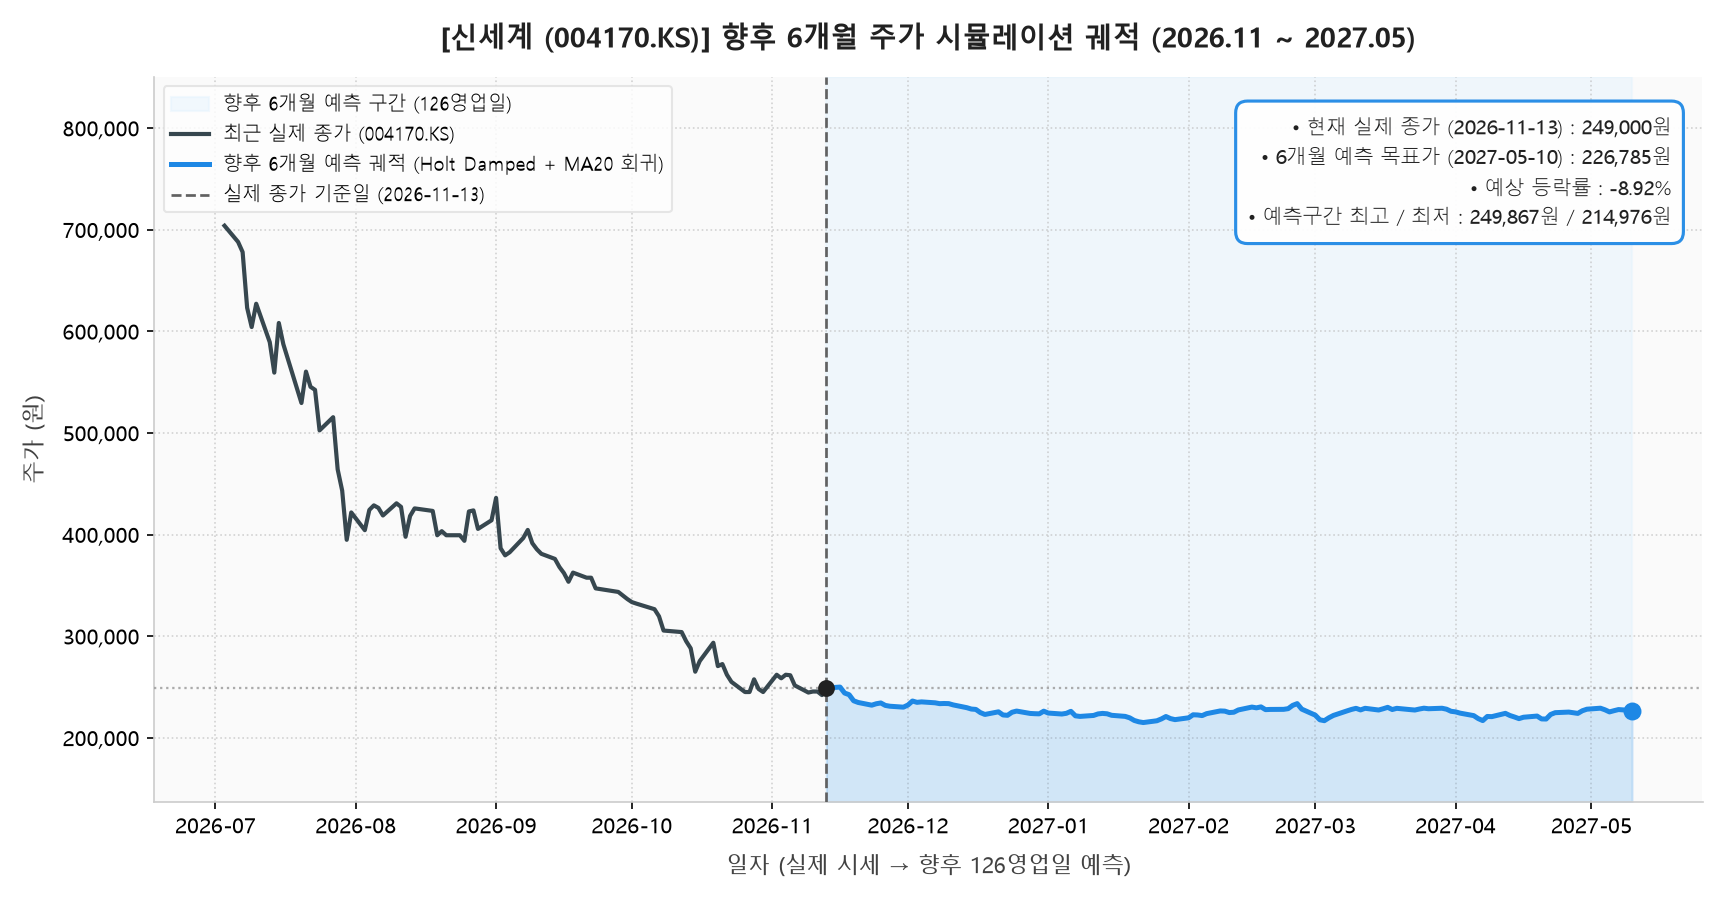 [신세계 (004170.KS)] 향후 6개월 주가 시뮬레이션 궤적 (2026.11 ~ 2027.05)
향후 6개월 예측 구간 (126영업일)
최근 실제 종가 (004170.KS)
향후 6개월 예측 궤적 (Holt Damped + MA20 회귀)
실제 종가 기준일 (2026-11-13)
• 현재 실제 종가 (2026-11-13) : 249,000원
• 6개월 예측 목표가 (2027-05-10) : 226,785원
• 예상 등락률 : -8.92%
• 예측구간 최고 / 최저 : 249,867원 / 214,976원
주가 (원)
800,000
700,000
600,000
500,000
400,000
300,000
200,000
2026-07 2026-08 2026-09 2026-10 2026-11 2026-12 2027-01 2027-02 2027-03 2027-04 2027-05
일자 (실제 시세 → 향후 126영업일 예측)